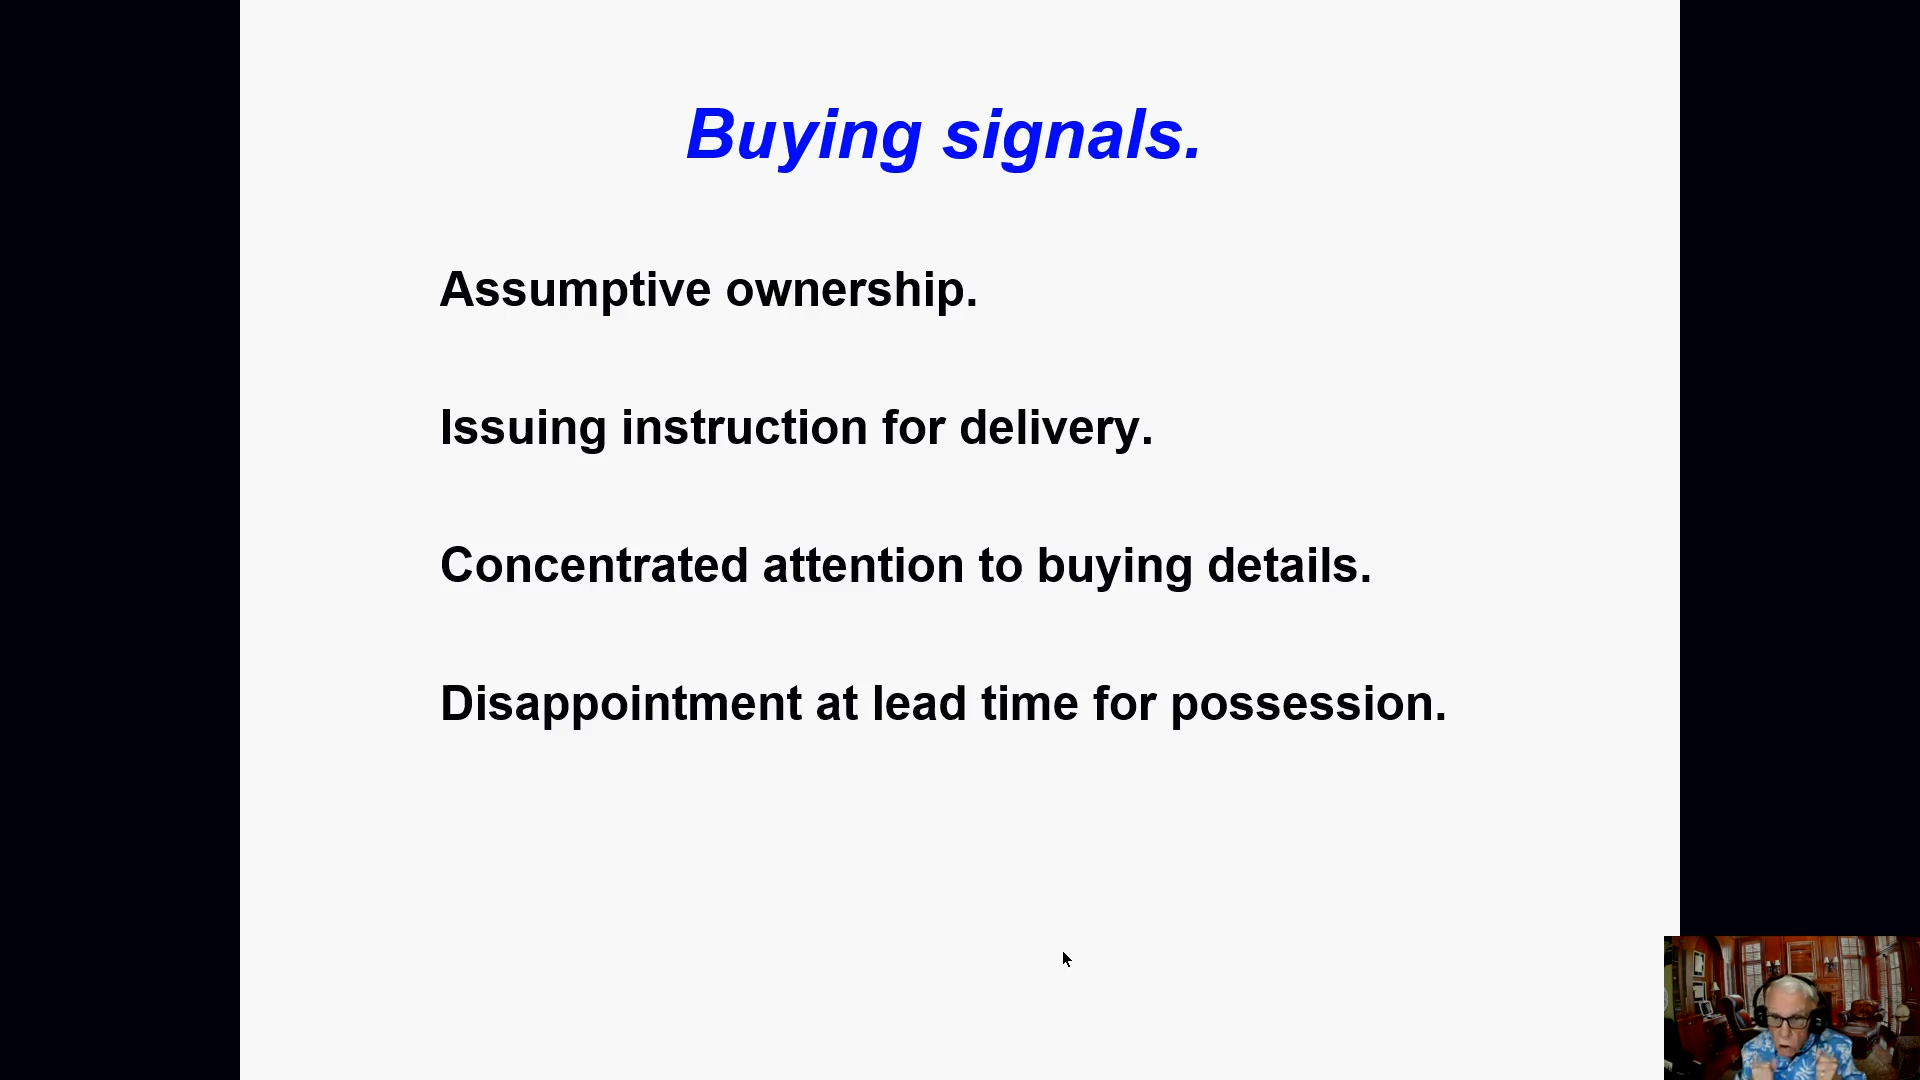 Buying signals.
Assumptive ownership.
Issuing instruction for delivery.
Concentrated attention to buying details.
Disappointment at lead time for possession.